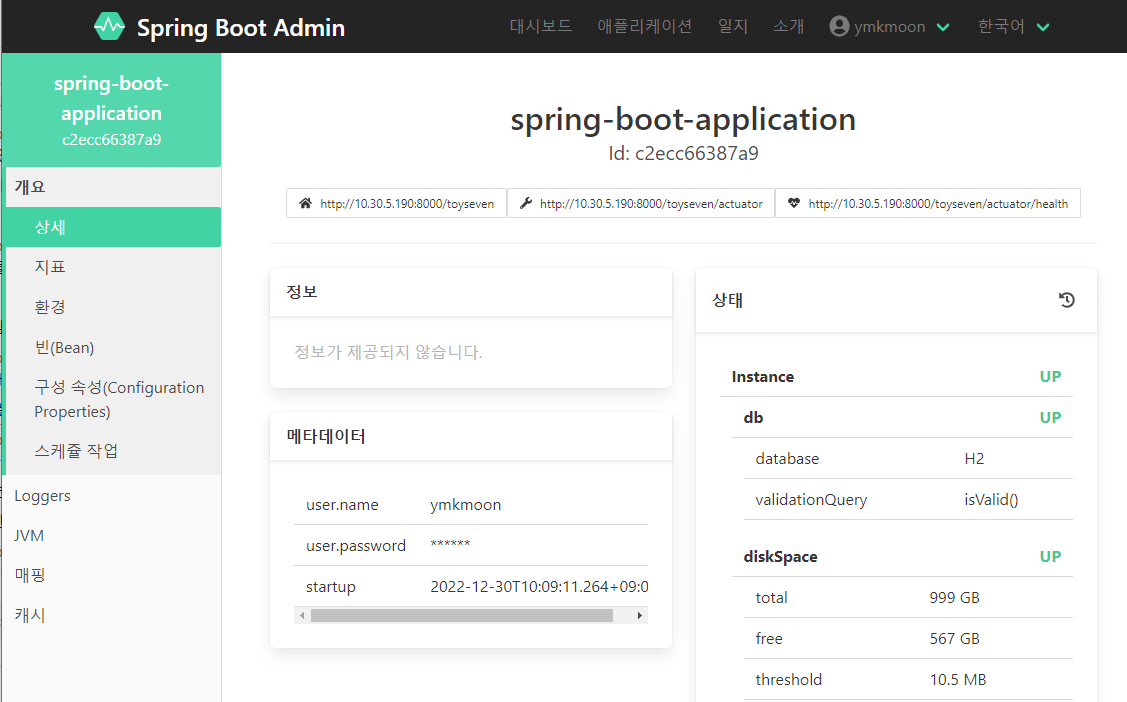 Spring Boot Admin
대시보드 애플리케이션 일지 소개 ymkmoon 한국어
spring-boot-
application
c2ecc66387a9
개요
상세
지표
환경
빈(Bean)
구성 속성(Configuration
Properties)
스케쥴 작업
Loggers
JVM
매핑
캐시
spring-boot-application
Id: c2ecc66387a9
http://10.30.5.190:8000/toyseven
http://10.30.5.190:8000/toyseven/actuator
http://10.30.5.190:8000/toyseven/actuator/health
정보
정보가 제공되지 않습니다.
메타데이터
user.name ymkmoon
user.password ******
startup 2022-12-30T10:09:11.264+09:0
상태
Instance UP
db UP
database H2
validationQuery isValid()
diskSpace UP
total 999 GB
free 567 GB
threshold 10.5 MB